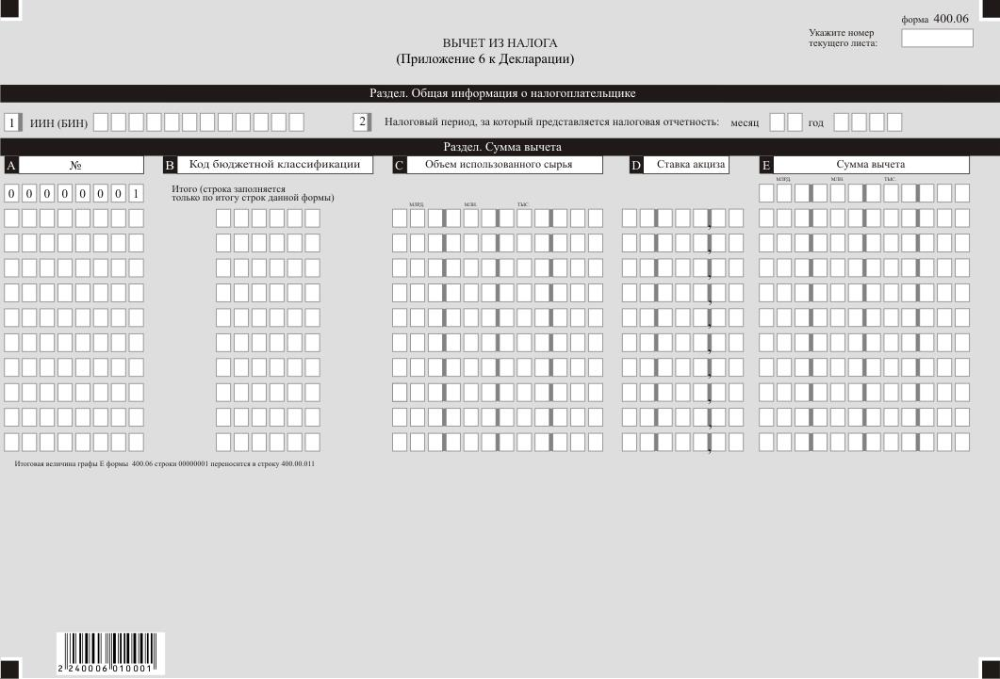 форма 400.06
Укажите номер
текущего листа:
ВЫЧЕТ ИЗ НАЛОГА
(Приложение 6 к Декларации)
Раздел. Общая информация о налогоплательщике
1 ИИН (БИН)
2 Налоговый период, за который представляется налоговая отчетность: месяц год
Раздел. Сумма вычета
A № B Код бюджетной классификации C Объем использованного сырья D Ставка акциза E Сумма вычета
млрд. млн. тыс.
0 0 0 0 0 0 0 1 Итого (строка заполняется
только по итогу строк данной формы)
млрд. млн. тыс.
,
,
,
,
,
,
,
,
,
,
Итоговая величина графы Е формы 400.06 строки 00000001 переносится в строку 400.00.011
2 240006 010001